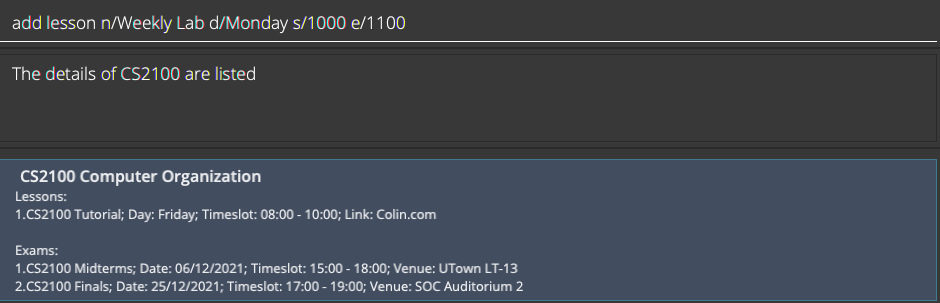 add lesson n/Weekly Lab d/Monday s/1000 e/1100
The details of CS2100 are listed
CS2100 Computer Organization
Lessons:
1.CS2100 Tutorial; Day: Friday; Timeslot: 08:00 - 10:00; Link: Colin.com
Exams:
1.CS2100 Midterms; Date: 06/12/2021; Timeslot: 15:00 - 18:00; Venue: UTown LT-13
2.CS2100 Finals; Date: 25/12/2021; Timeslot: 17:00 - 19:00; Venue: SOC Auditorium 2